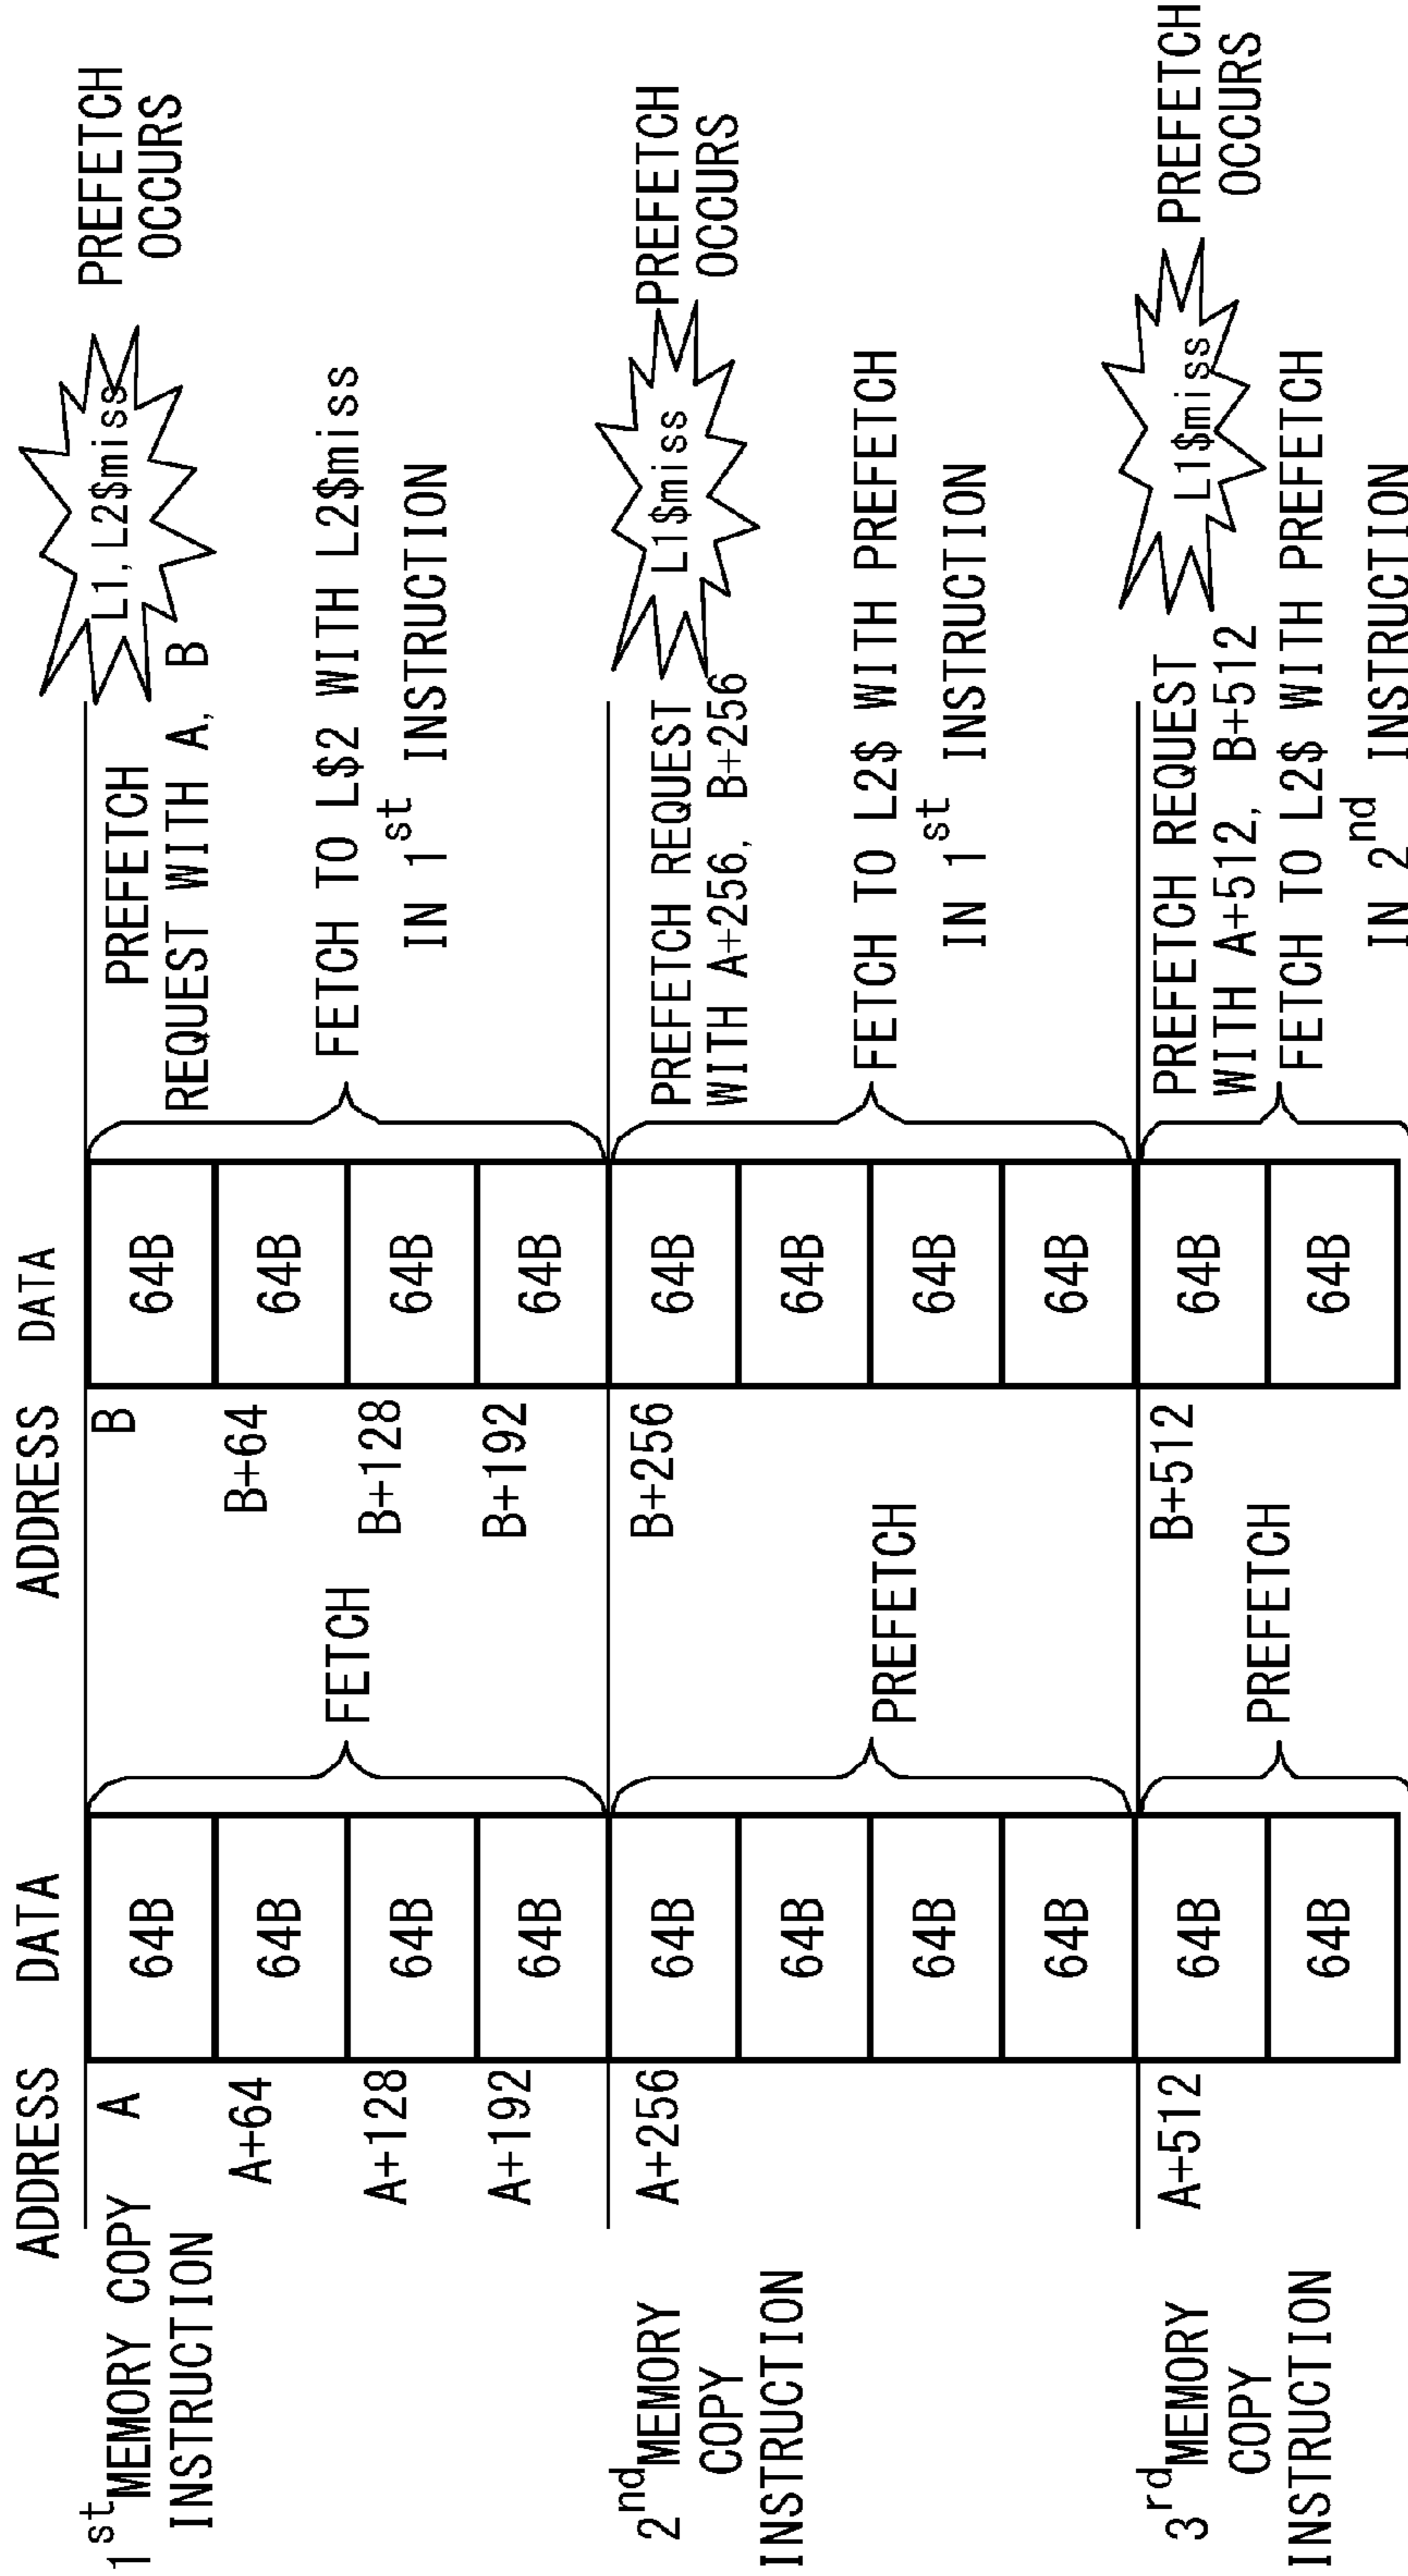 ADDRESS DATA ADDRESS DATA
1st MEMORY COPY
INSTRUCTION
A
64B
A+64
64B
A+128
64B
A+192
64B
FETCH
B
64B
B+64
64B
B+128
64B
B+192
64B
PREFETCH
REQUEST WITH A, B
L1, L2$miss
PREFETCH
OCCURS
FETCH TO L$2 WITH L2$miss
IN 1st INSTRUCTION
2nd MEMORY
COPY
INSTRUCTION
A+256
64B
64B
64B
64B
PREFETCH
B+256
64B
64B
64B
64B
PREFETCH REQUEST
WITH A+256, B+256
L1$miss
PREFETCH
OCCURS
FETCH TO L2$ WITH PREFETCH
IN 1st INSTRUCTION
3rd MEMORY
COPY
INSTRUCTION
A+512
64B
64B
PREFETCH
B+512
64B
64B
PREFETCH REQUEST
WITH A+512, B+512
L1$miss
PREFETCH
OCCURS
FETCH TO L2$ WITH PREFETCH
IN 2nd INSTRUCTION